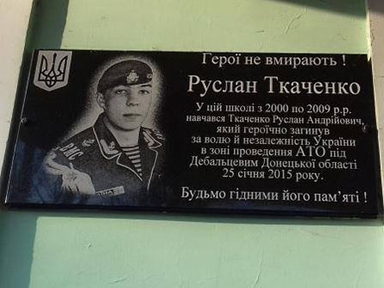 Герої не вмирають !
Руслан Ткаченко
У цій школі з 2000 по 2009 р.р.
навчався Ткаченко Руслан Андрійович,
який героїчно загинув
за волю й незалежність України
в зоні проведення АТО під
Дебальцевим Донецької області
25 січня 2015 року.
Будьмо гідними його пам'яті !